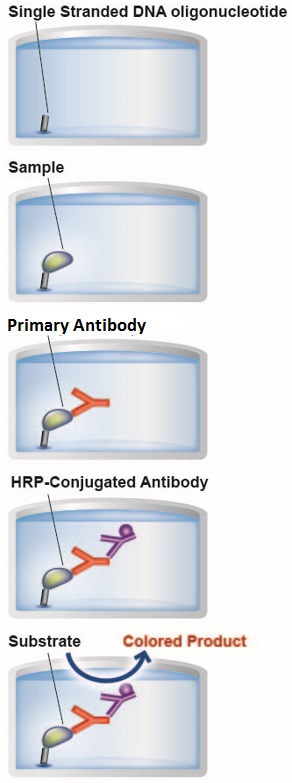 Single Stranded DNA oligonucleotide
Sample
Primary Antibody
HRP-Conjugated Antibody
Substrate Colored Product